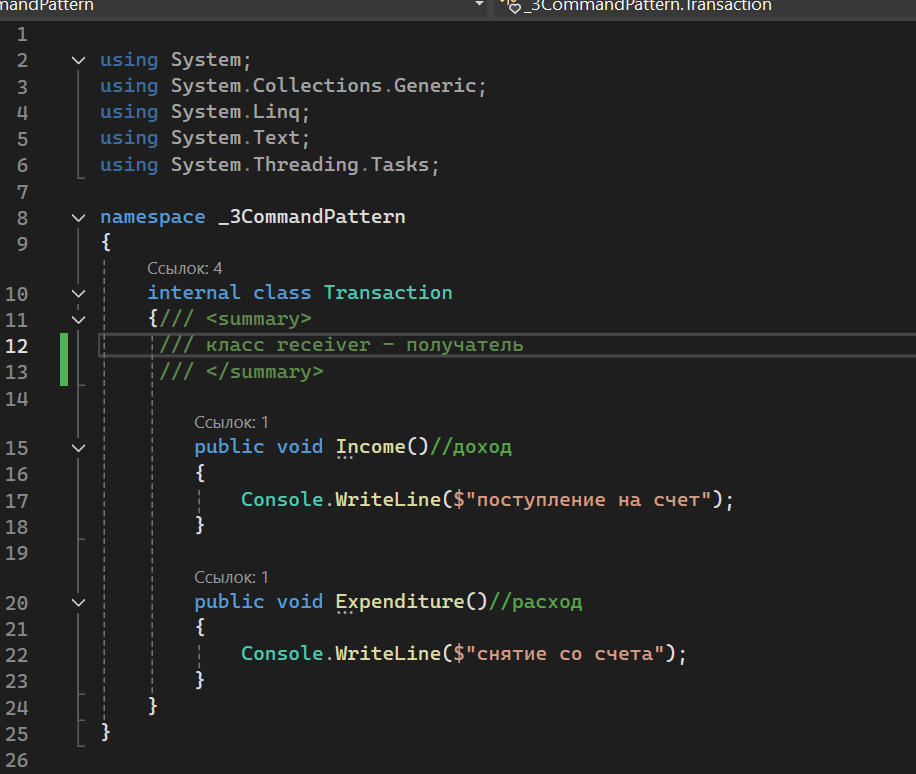 mandPattern
_3CommandPattern.Transaction
1
2 using System;
3 using System.Collections.Generic;
4 using System.Linq;
5 using System.Text;
6 using System.Threading.Tasks;
7
8 namespace _3CommandPattern
9 {
Ссылок: 4
10 internal class Transaction
11 {/// <summary>
12 /// класс receiver - получатель
13 /// </summary>
14
Ссылок: 1
15 public void Income()//доход
16 {
17 Console.WriteLine($"поступление на счет");
18 }
19
Ссылок: 1
20 public void Expenditure()//расход
21 {
22 Console.WriteLine($"снятие со счета");
23 }
24 }
25 }
26